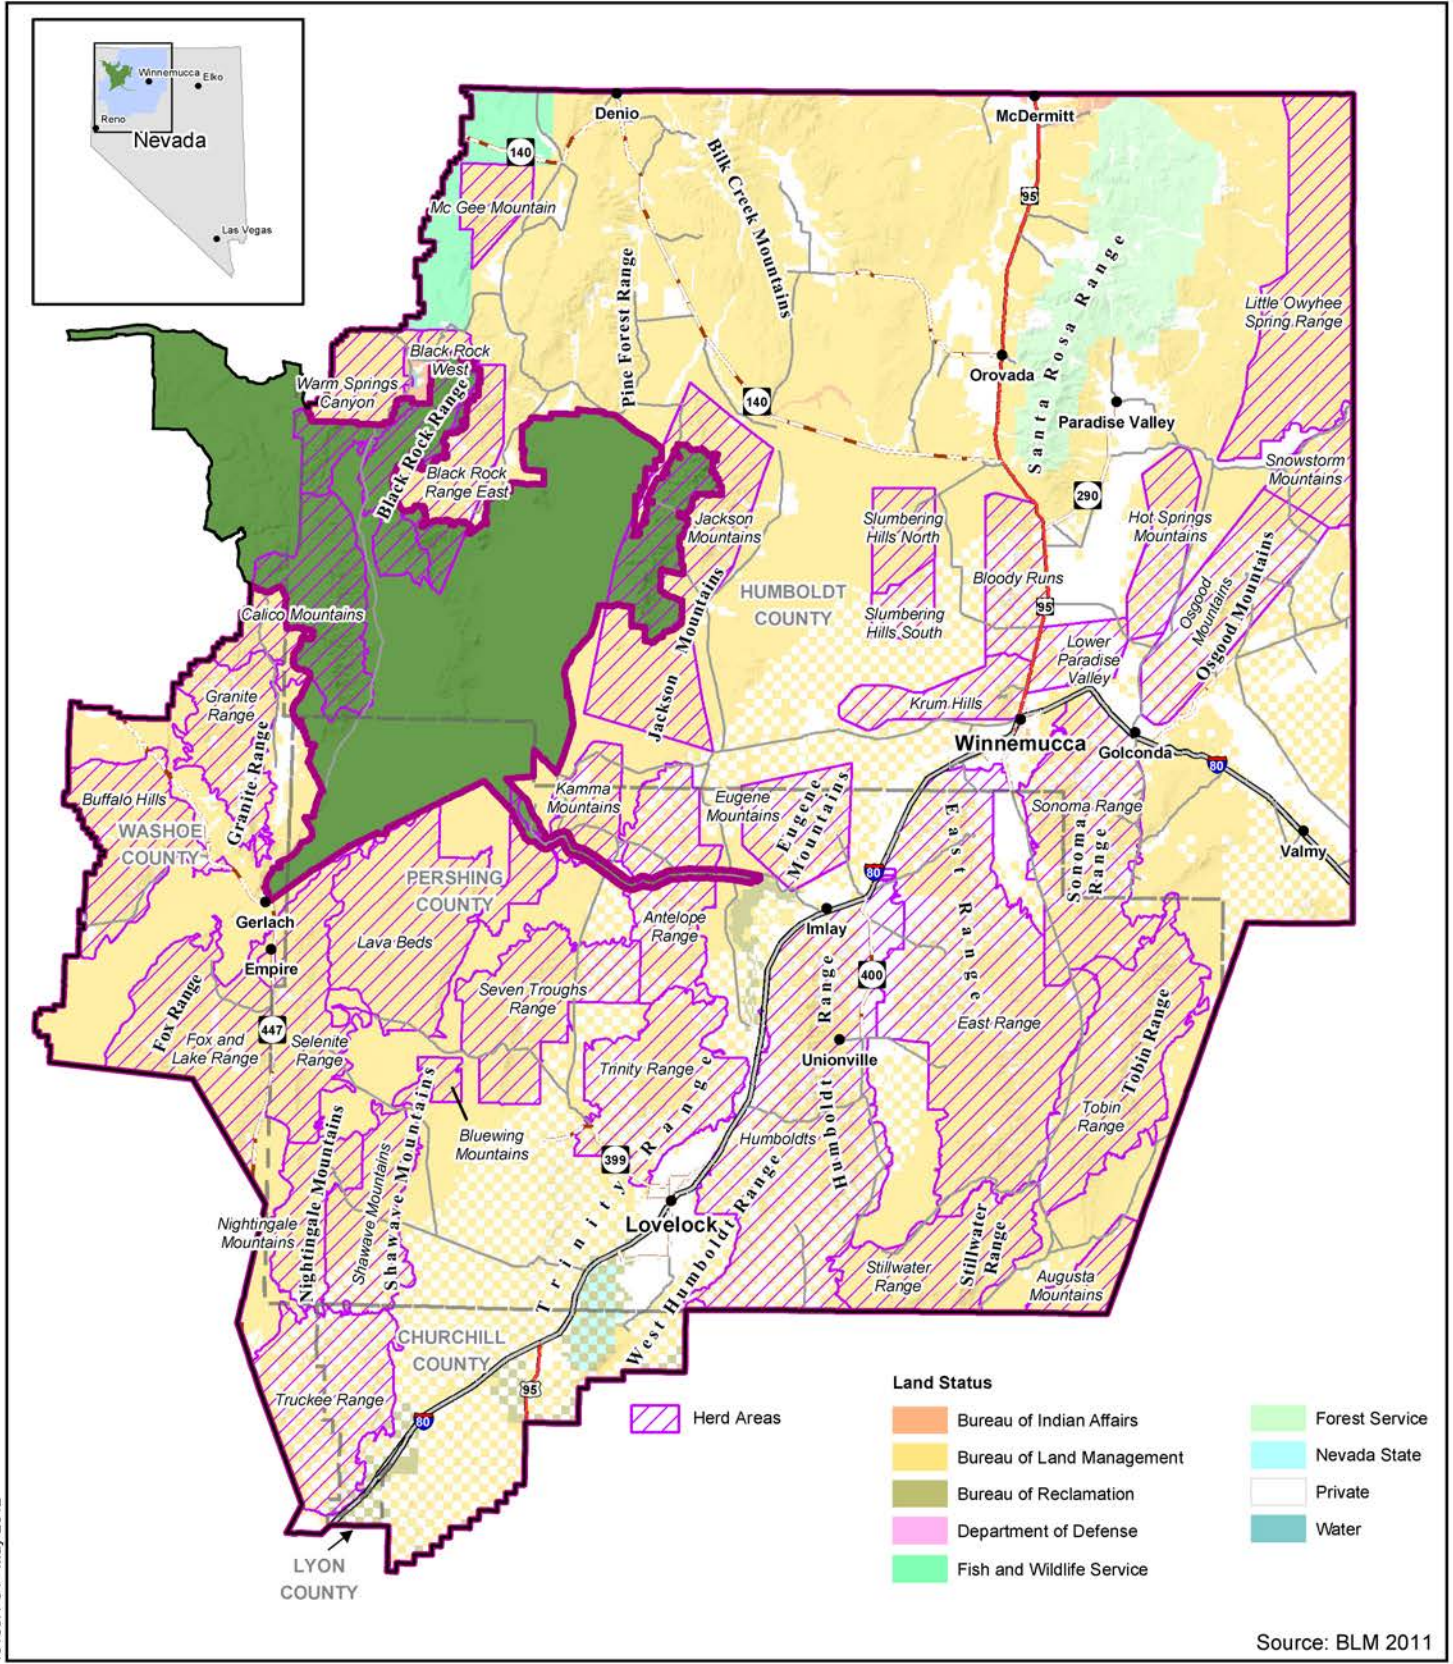 Winnemucca
Elko
Reno
Nevada
Las Vegas
Denio
McDermitt
140
Bilk Creek Mountains
95
Mc Gee Mountain
Pine Forest Range
Santa Rosa Range
Little Owyhee
Spring Range
Black Rock
West
Warm Springs
Canyon
Orovada
140
Paradise Valley
Black Rock Range
Black Rock
Range East
Snowstorm
Mountains
290
Jackson
Mountains
Slumbering
Hills North
Hot Springs
Mountains
Bloody Runs
HUMBOLDT
COUNTY
95
Osgood
Mountains
Osgood Mountains
Calico Mountains
Slumbering
Hills South
Lower
Paradise
Valley
Jackson Mountains
Granite
Range
Krum Hills
Granite Range
Winnemucca
Golconda
80
Buffalo Hills
Kamma
Mountains
Eugene
Mountains
Eugene
Mountains
Sonoma Range
Sonoma
Range
East Range
WASHOE
COUNTY
Valmy
80
PERSHING
COUNTY
Gerlach
Antelope
Range
Imlay
Lava Beds
Empire
400
Seven Troughs
Range
Fox Range
447
Fox and
Lake Range
Selenite
Range
East Range
Unionville
Humboldt Range
Tobin Range
Trinity Range
Tobin
Range
Bluewing
Mountains
Humboldts
399
Trinity Range
Nightingale Mountains
Shawave Mountains
Shawave Mountains
Nightingale
Mountains
Lovelock
West Humboldt Range
Stillwater
Range
Stillwater
Range
Augusta
Mountains
CHURCHILL
COUNTY
95
Truckee Range
80
LYON
COUNTY
Herd Areas
Land Status
Bureau of Indian Affairs
Bureau of Land Management
Bureau of Reclamation
Department of Defense
Fish and Wildlife Service
Forest Service
Nevada State
Private
Water
Source: BLM 2011